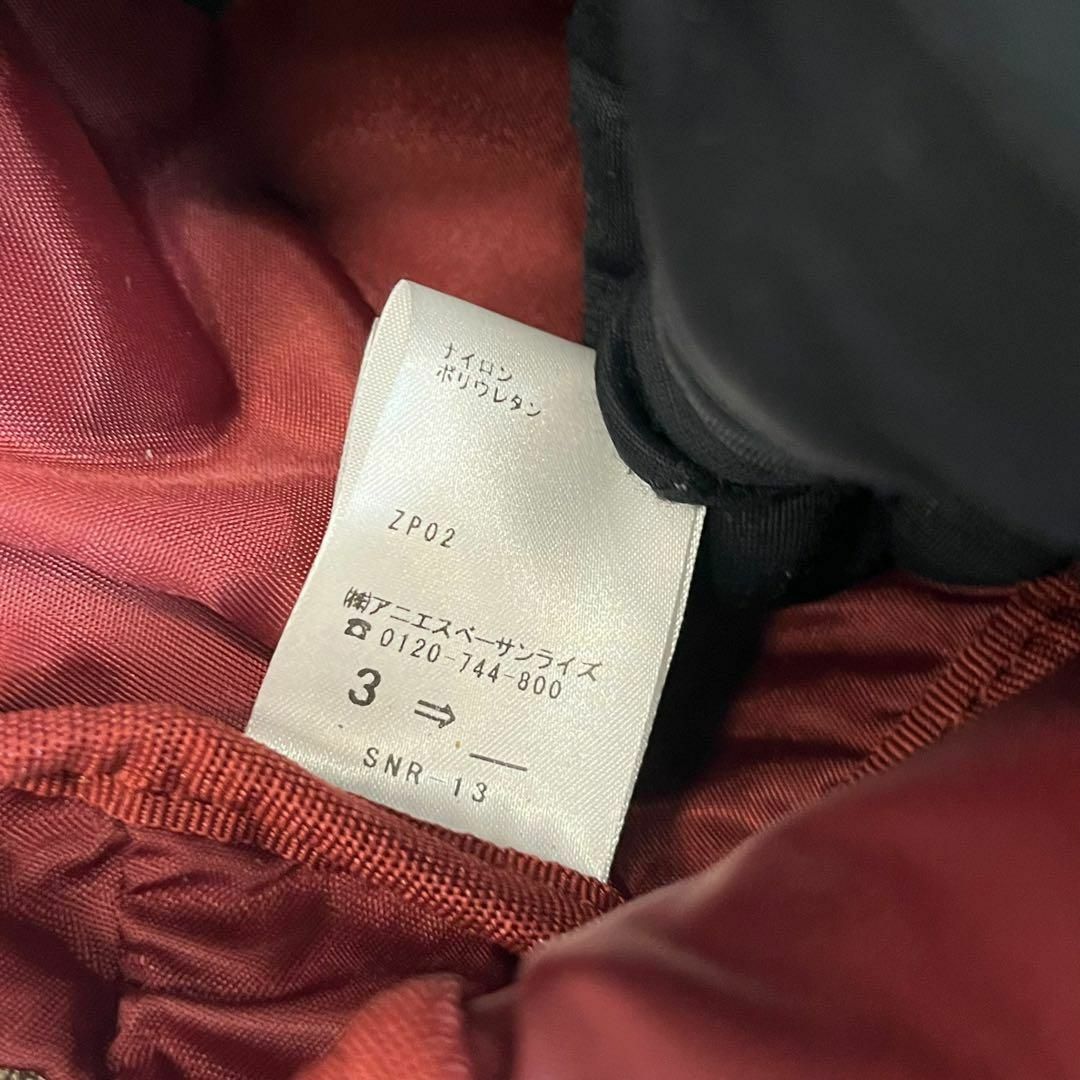 ナイロン
ポリウレタン
ZP02
㈱アニエスベーサンライズ
☎0120-744-800
3 ⇒ __
SNR-13